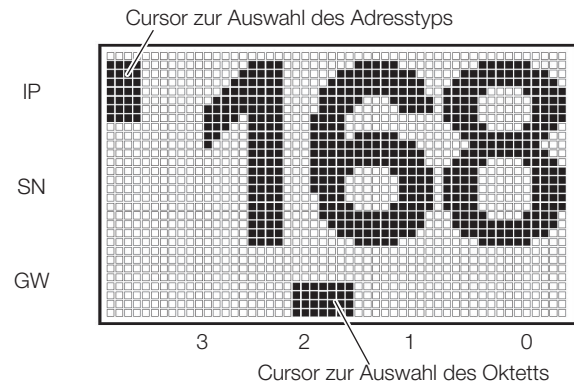 Cursor zur Auswahl des Adresstyps
IP
168
SN
GW
3 2 1 0
Cursor zur Auswahl des Oktetts